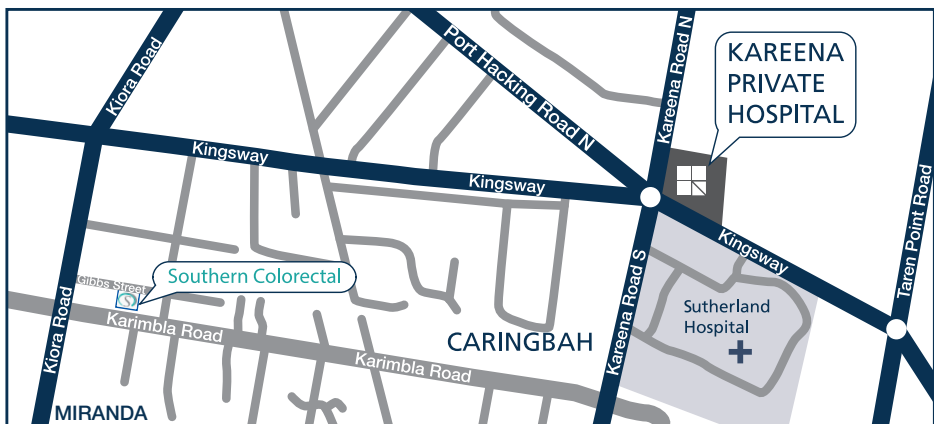 Kiora Road
Port Hacking Road N
Kareena Road N
KAREENA
PRIVATE
HOSPITAL
Kingsway
Kingsway
Kingsway
Taren Point Road
Gibbs Street
Southern Colorectal
Kiora Road
Karimbla Road
Karimbla Road
CARINGBAH
Kareena Road S
Sutherland
Hospital
MIRANDA